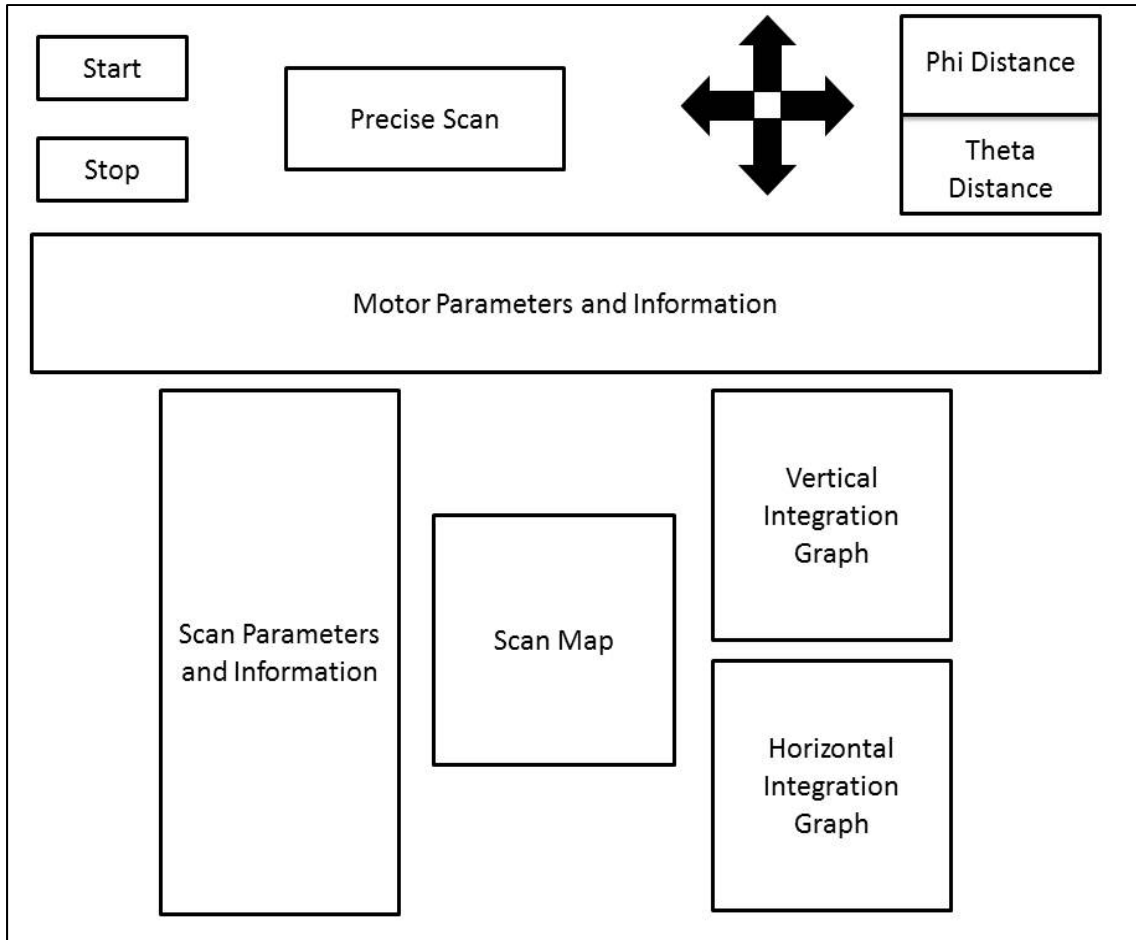 Start
Stop
Precise Scan
Phi Distance
Theta
Distance
Motor Parameters and Information
Scan Parameters
and Information
Scan Map
Vertical
Integration
Graph
Horizontal
Integration
Graph